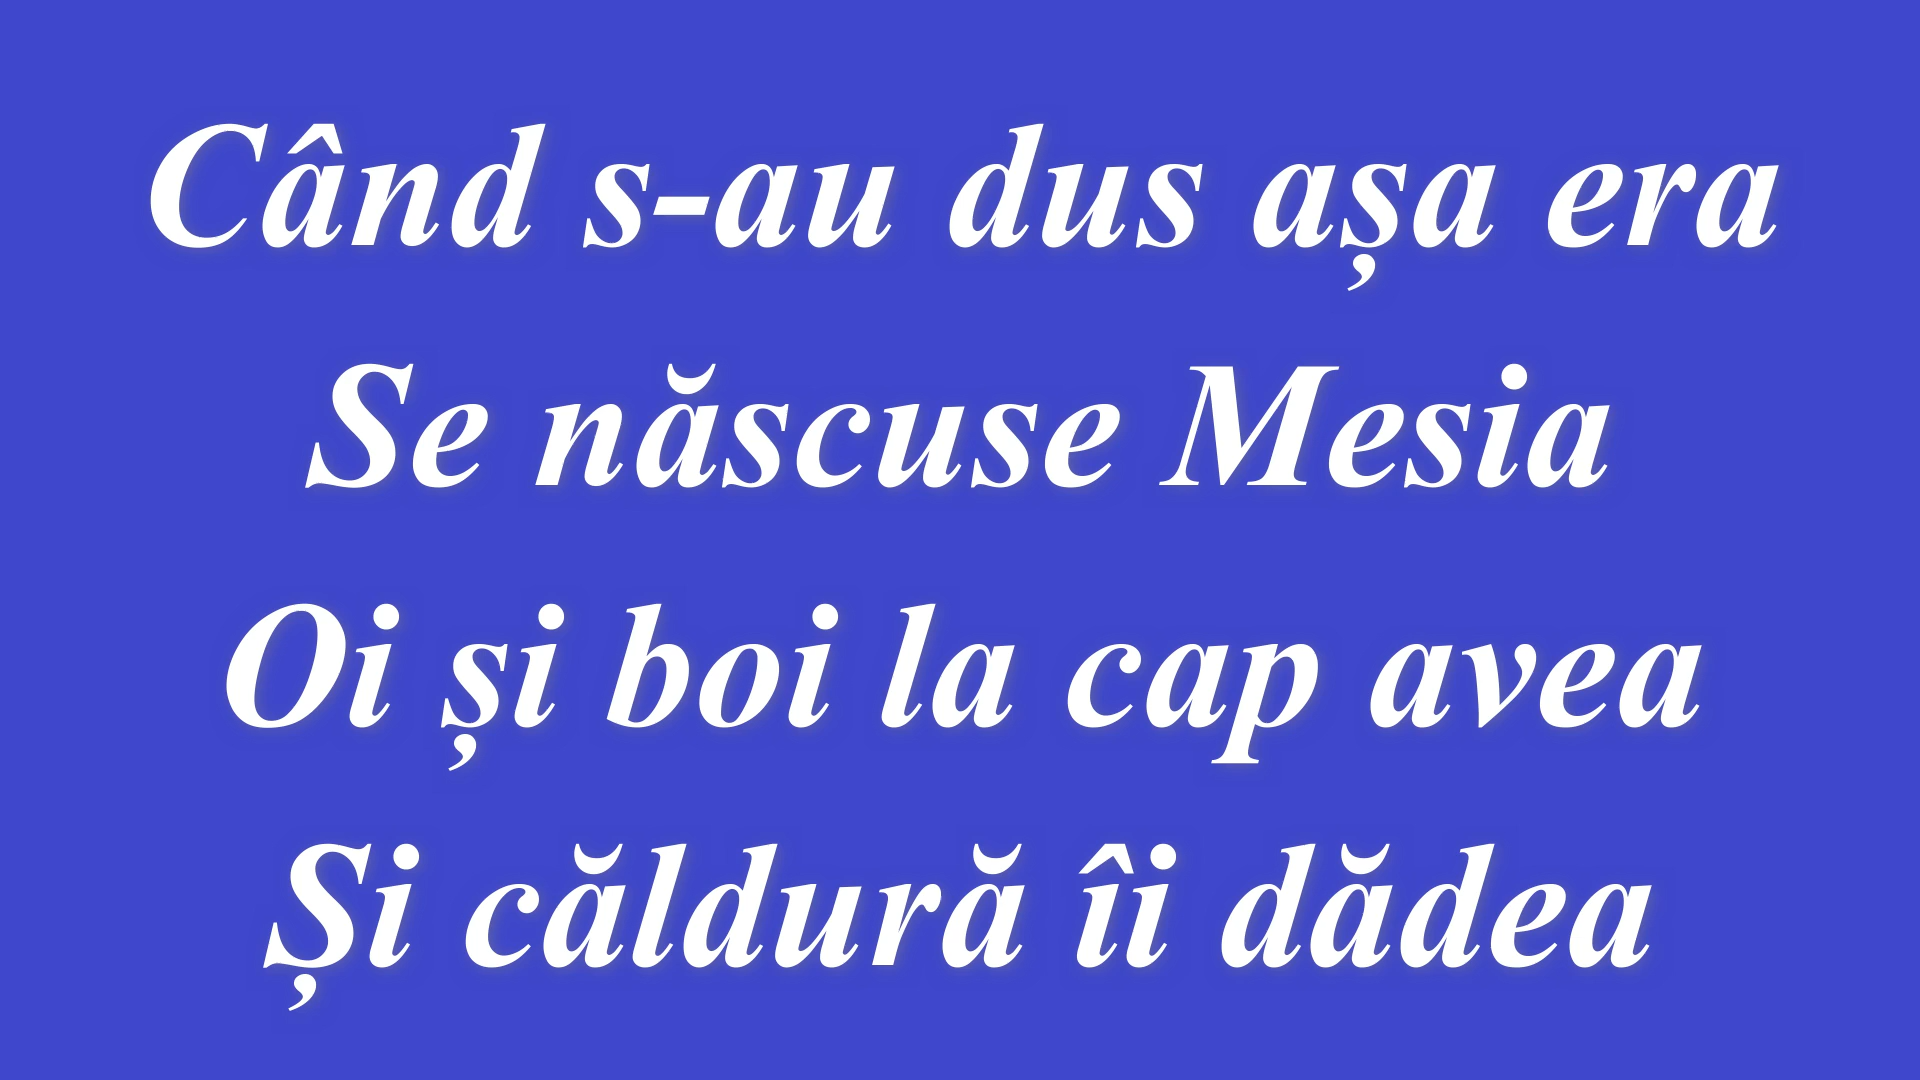 Când s-au dus așa era
Se născuse Mesia
Oi și boi la cap avea
Și căldură îi dădea